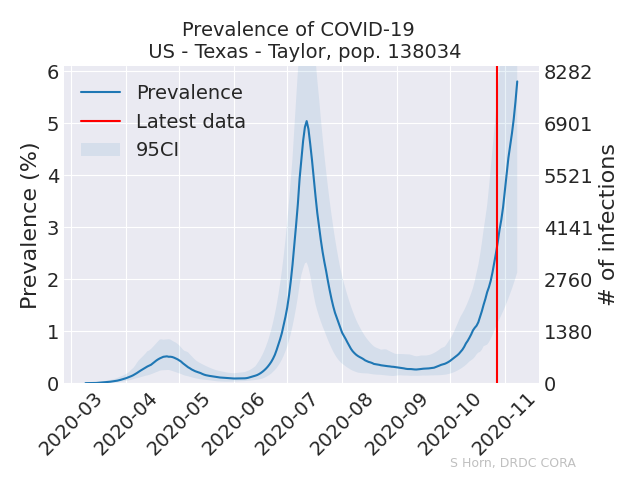 Prevalence of COVID-19
US - Texas - Taylor, pop. 138034
Prevalence
Latest data
95CI
Prevalence (%)
6
5
4
3
2
1
0
8282
6901
5521
4141
2760
1380
0
# of infections
2020-03
2020-04
2020-05
2020-06
2020-07
2020-08
2020-09
2020-10
2020-11
S Horn, DRDC CORA